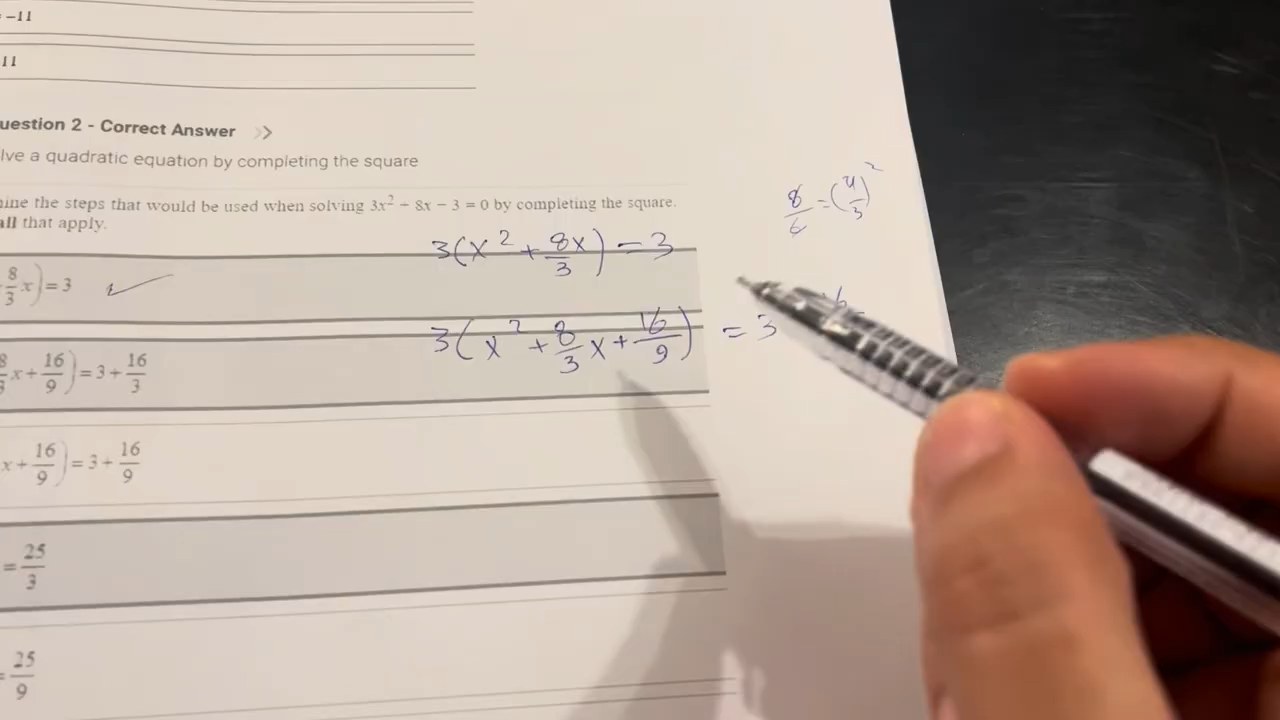 = −11
11
uestion 2 - Correct Answer >>
lve a quadratic equation by completing the square
nine the steps that would be used when solving 3x² + 8x − 3 = 0 by completing the square.
all that apply.
8/6 = (4/3)²
3(x² + 8x/3) − 3
8/3 x) = 3 ✓
3(x² + 8/3 x + 16/9) = 3
8/3 x + 16/9) = 3 + 16/3
x + 16/9) = 3 + 16/9
= 25/3
= 25/9